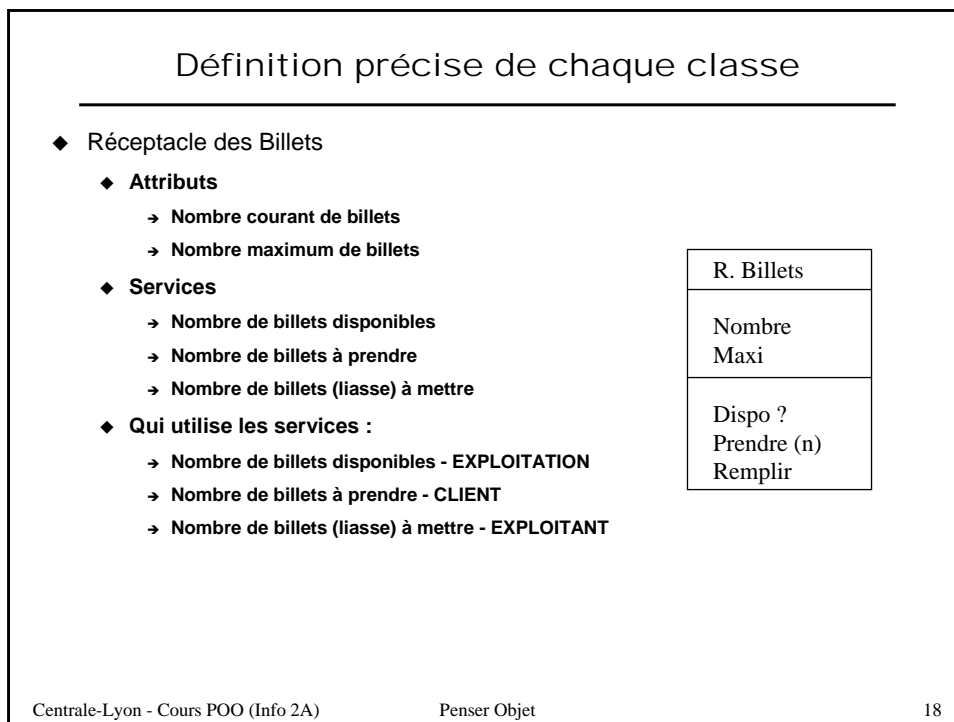 Définition précise de chaque classe
◆ Réceptacle des Billets
◆ Attributs
➔ Nombre courant de billets
➔ Nombre maximum de billets
◆ Services
➔ Nombre de billets disponibles
➔ Nombre de billets à prendre
➔ Nombre de billets (liasse) à mettre
◆ Qui utilise les services :
➔ Nombre de billets disponibles - EXPLOITATION
➔ Nombre de billets à prendre - CLIENT
➔ Nombre de billets (liasse) à mettre - EXPLOITANT
R. Billets
Nombre
Maxi
Dispo ?
Prendre (n)
Remplir
Centrale-Lyon - Cours POO (Info 2A) Penser Objet 18